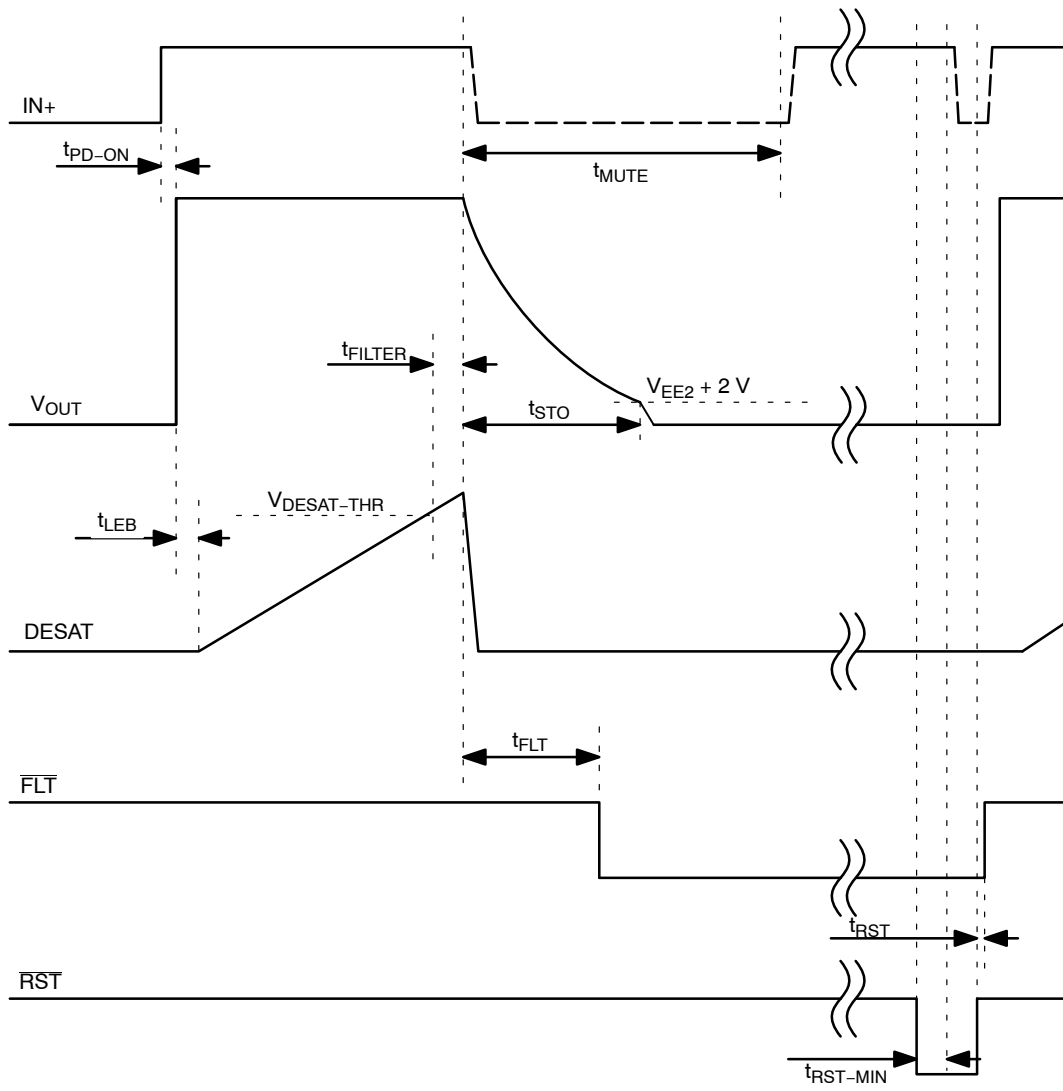 IN+
tPD–ON
tMUTE
tFILTER
VEE2 + 2 V
VOUT
tSTO
VDESAT–THR
tLEB
DESAT
tFLT
FLT
tRST
RST
tRST–MIN